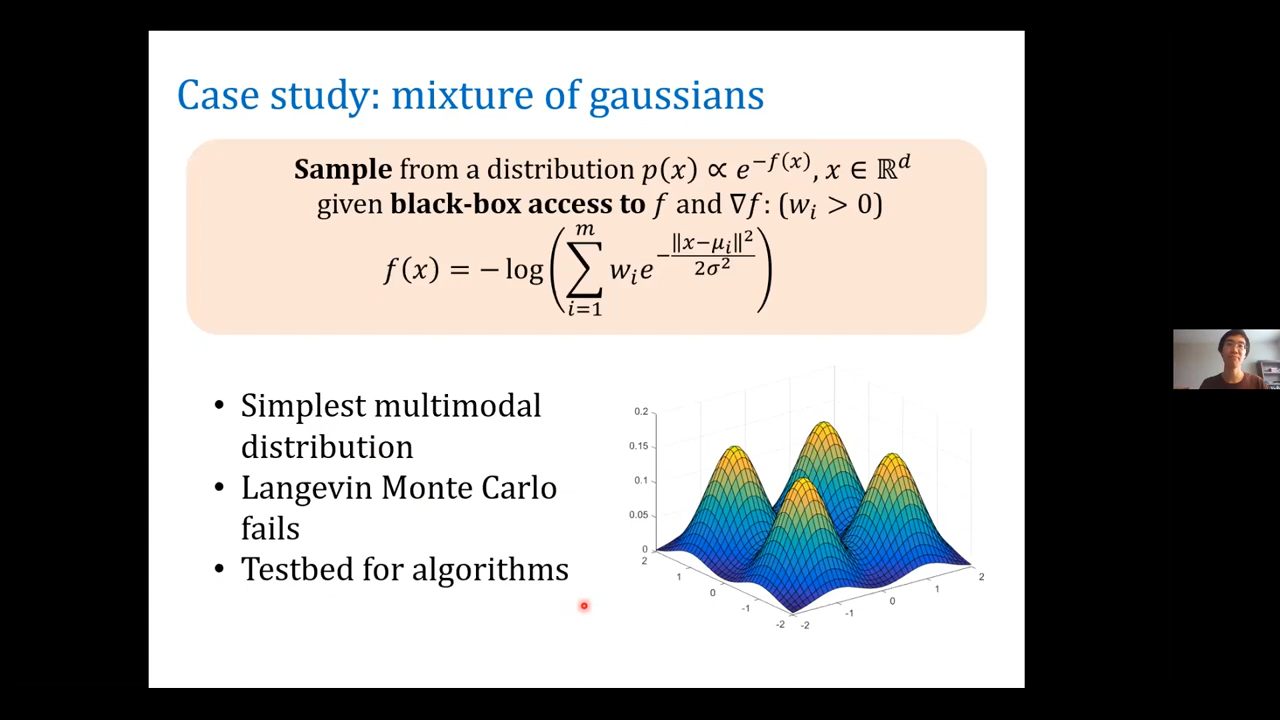 Case study: mixture of gaussians
Sample from a distribution p(x) ∝ e^{−f(x)}, x ∈ ℝ^d
given black-box access to f and ∇f: (w_i > 0)
f(x) = − log(∑_{i=1}^{m} w_i e^{−‖x−μ_i‖²/2σ²})
• Simplest multimodal
distribution
• Langevin Monte Carlo
fails
• Testbed for algorithms
0.2
0.15
0.1
0.05
0
2
1
0
-1
-2
-2
-1
0
1
2